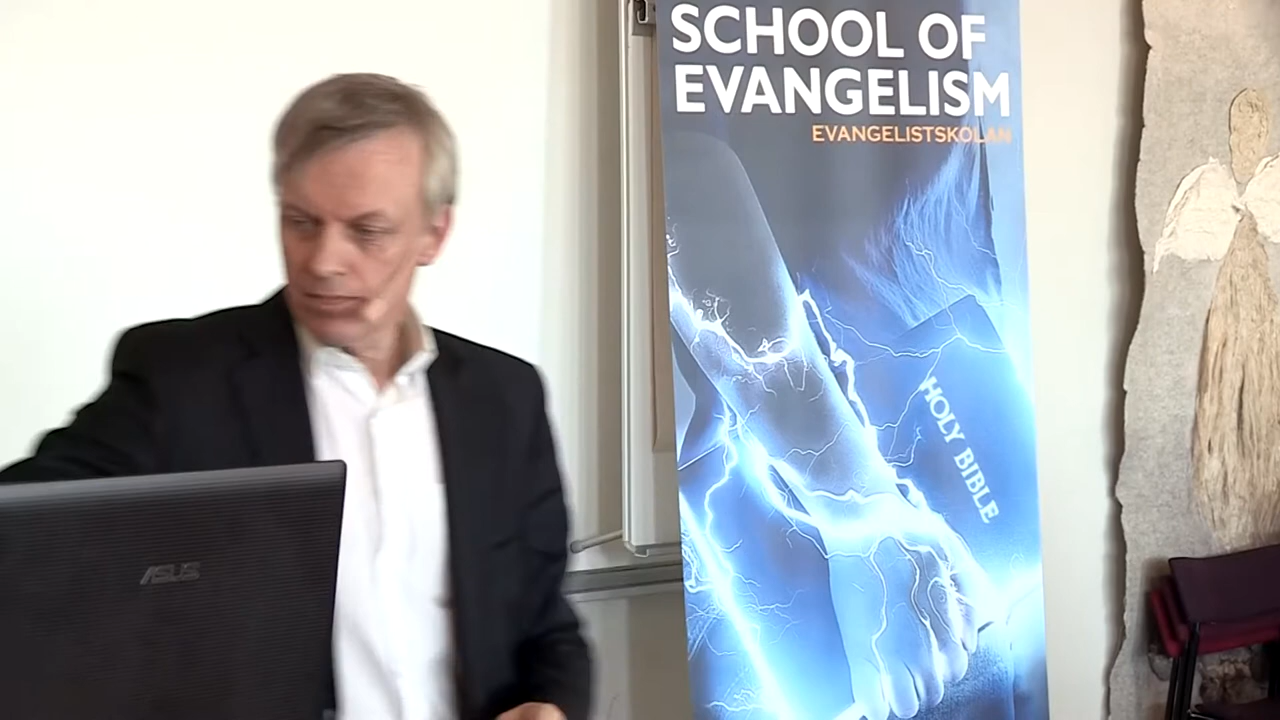 SCHOOL OF
EVANGELISM
EVANGELISTSKOLAN
HOLY BIBLE
ASUS